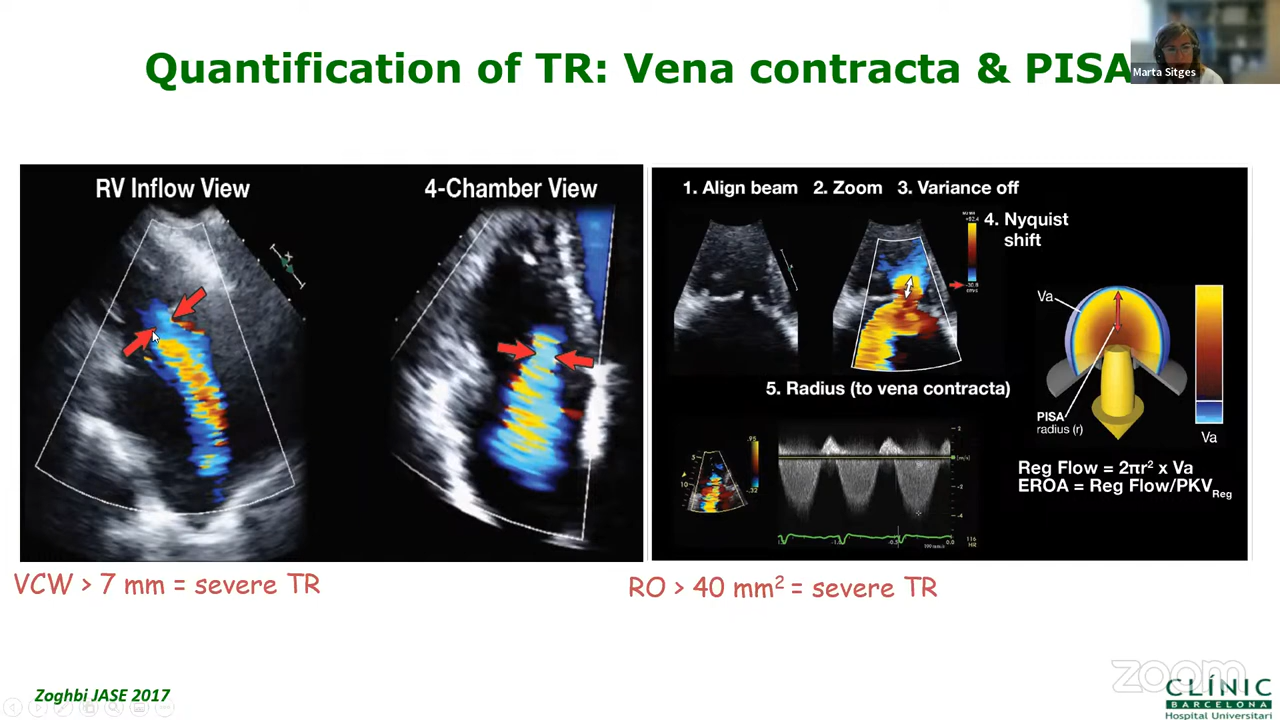 Quantification of TR: Vena contracta & PISA
Marta Sitges
RV Inflow View
4-Chamber View
1. Align beam 2. Zoom 3. Variance off
4. Nyquist
shift
Va
5. Radius (to vena contracta)
PISA
radius (r)
Va
Reg Flow = 2πr² x Va
EROA = Reg Flow/PKV_Reg
VCW > 7 mm = severe TR
RO > 40 mm² = severe TR
Zoghbi JASE 2017
zoom
CLÍNIC
BARCELONA
Hospital Universitari